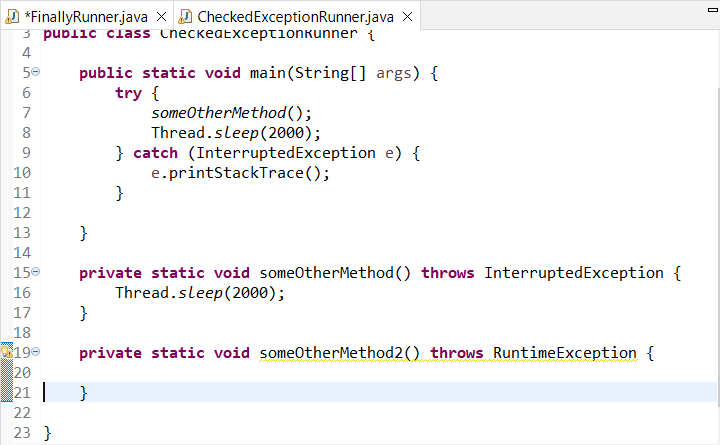 *FinallyRunner.java CheckedExceptionRunner.java
3 public class CheckedExceptionRunner {
4
5 public static void main(String[] args) {
6 try {
7 someOtherMethod();
8 Thread.sleep(2000);
9 } catch (InterruptedException e) {
10 e.printStackTrace();
11 }
12
13 }
14
15 private static void someOtherMethod() throws InterruptedException {
16 Thread.sleep(2000);
17 }
18
19 private static void someOtherMethod2() throws RuntimeException {
20
21 }
22
23 }